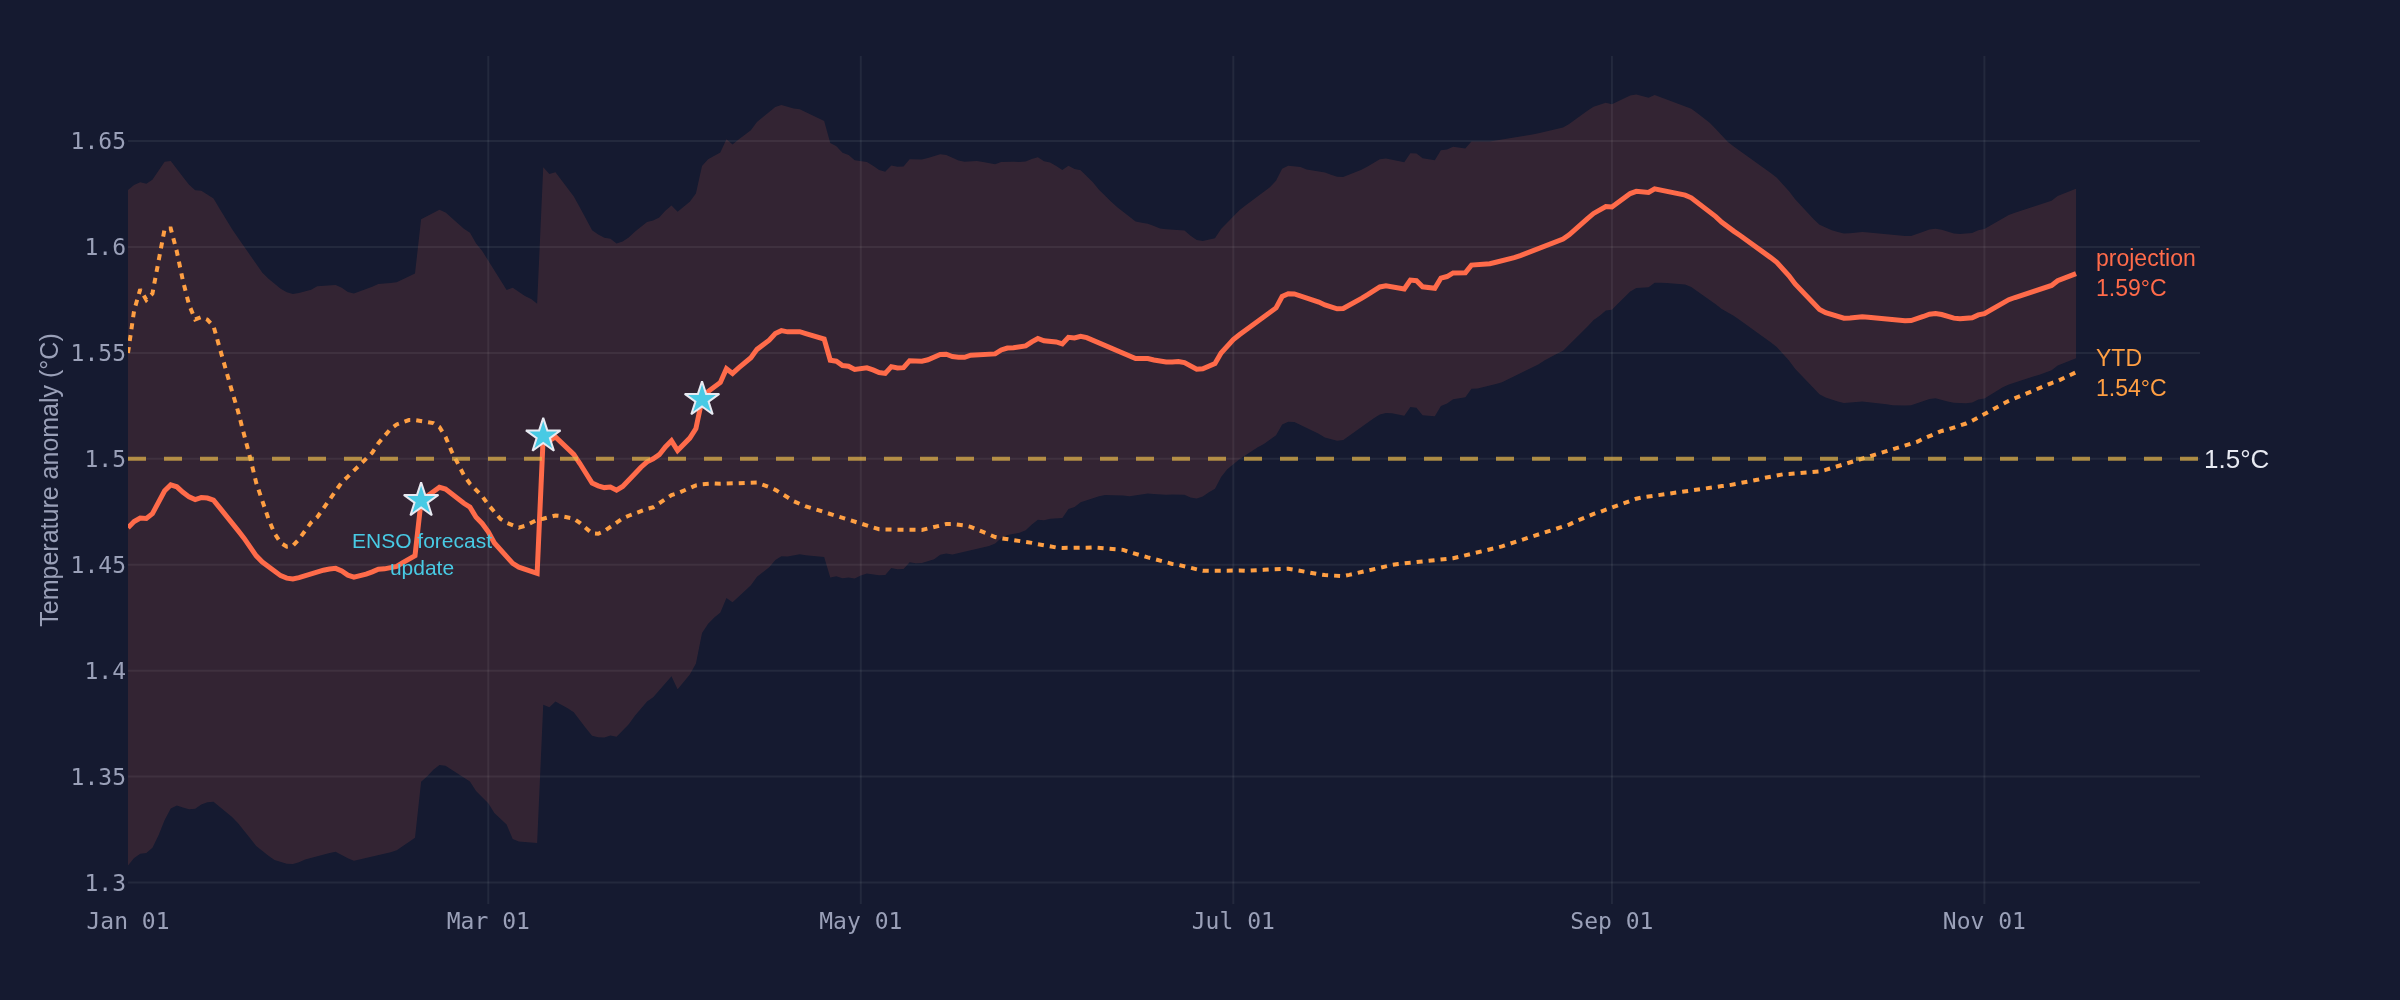 1.65
1.6
1.55
1.5
1.45
1.4
1.35
1.3
Temperature anomaly (°C)
Jan 01
Mar 01
May 01
Jul 01
Sep 01
Nov 01
ENSO forecast
update
projection
1.59°C
YTD
1.54°C
1.5°C